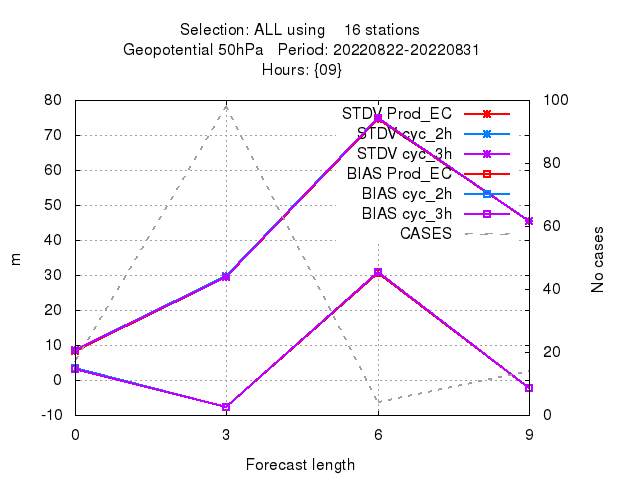 Selection: ALL using 16 stations
Geopotential 50hPa Period: 20220822-20220831
Hours: {09}
80
70
60
50
40
30
20
10
0
-10
m
STDV Prod_EC
STDV cyc_2h
STDV cyc_3h
BIAS Prod_EC
BIAS cyc_2h
BIAS cyc_3h
CASES
100
80
60
40
20
0
No cases
0 3 6 9
Forecast length